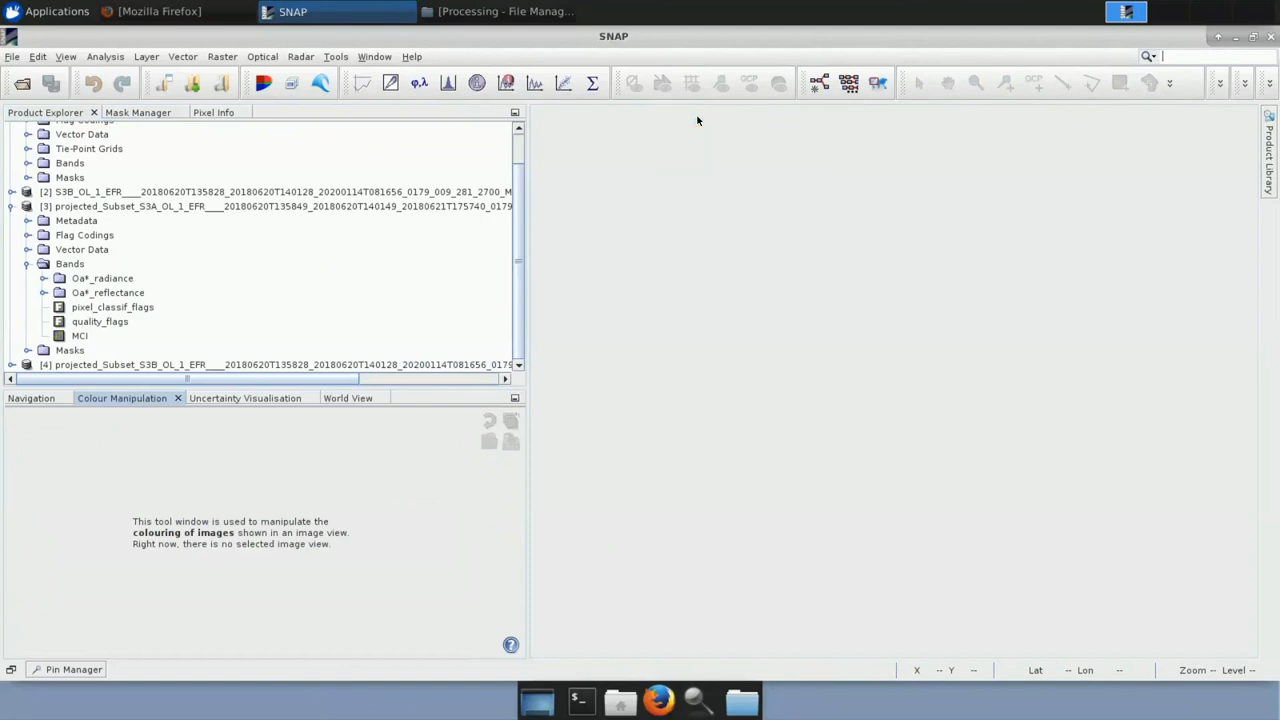 Applications
[Mozilla Firefox]
SNAP
[Processing - File Manag...
SNAP
File Edit View Analysis Layer Vector Raster Optical Radar Tools Window Help
Product Explorer
Mask Manager
Pixel Info
Flag Codings
Vector Data
Tie-Point Grids
Bands
Masks
[2] S3B_OL_1_EFR____20180620T135828_20180620T140128_20200114T081656_0179_009_281_2700_M
[3] projected_Subset_S3A_OL_1_EFR____20180620T135849_20180620T140149_20180621T175740_0179
Metadata
Flag Codings
Vector Data
Bands
Oa*_radiance
Oa*_reflectance
pixel_classif_flags
quality_flags
MCI
Masks
[4] projected_Subset_S3B_OL_1_EFR____20180620T135828_20180620T140128_20200114T081656_0179
Product Library
Navigation
Colour Manipulation
Uncertainty Visualisation
World View
This tool window is used to manipulate the
colouring of images shown in an image view.
Right now, there is no selected image view.
Pin Manager
X -- Y -- Lat -- Lon -- Zoom -- Level --